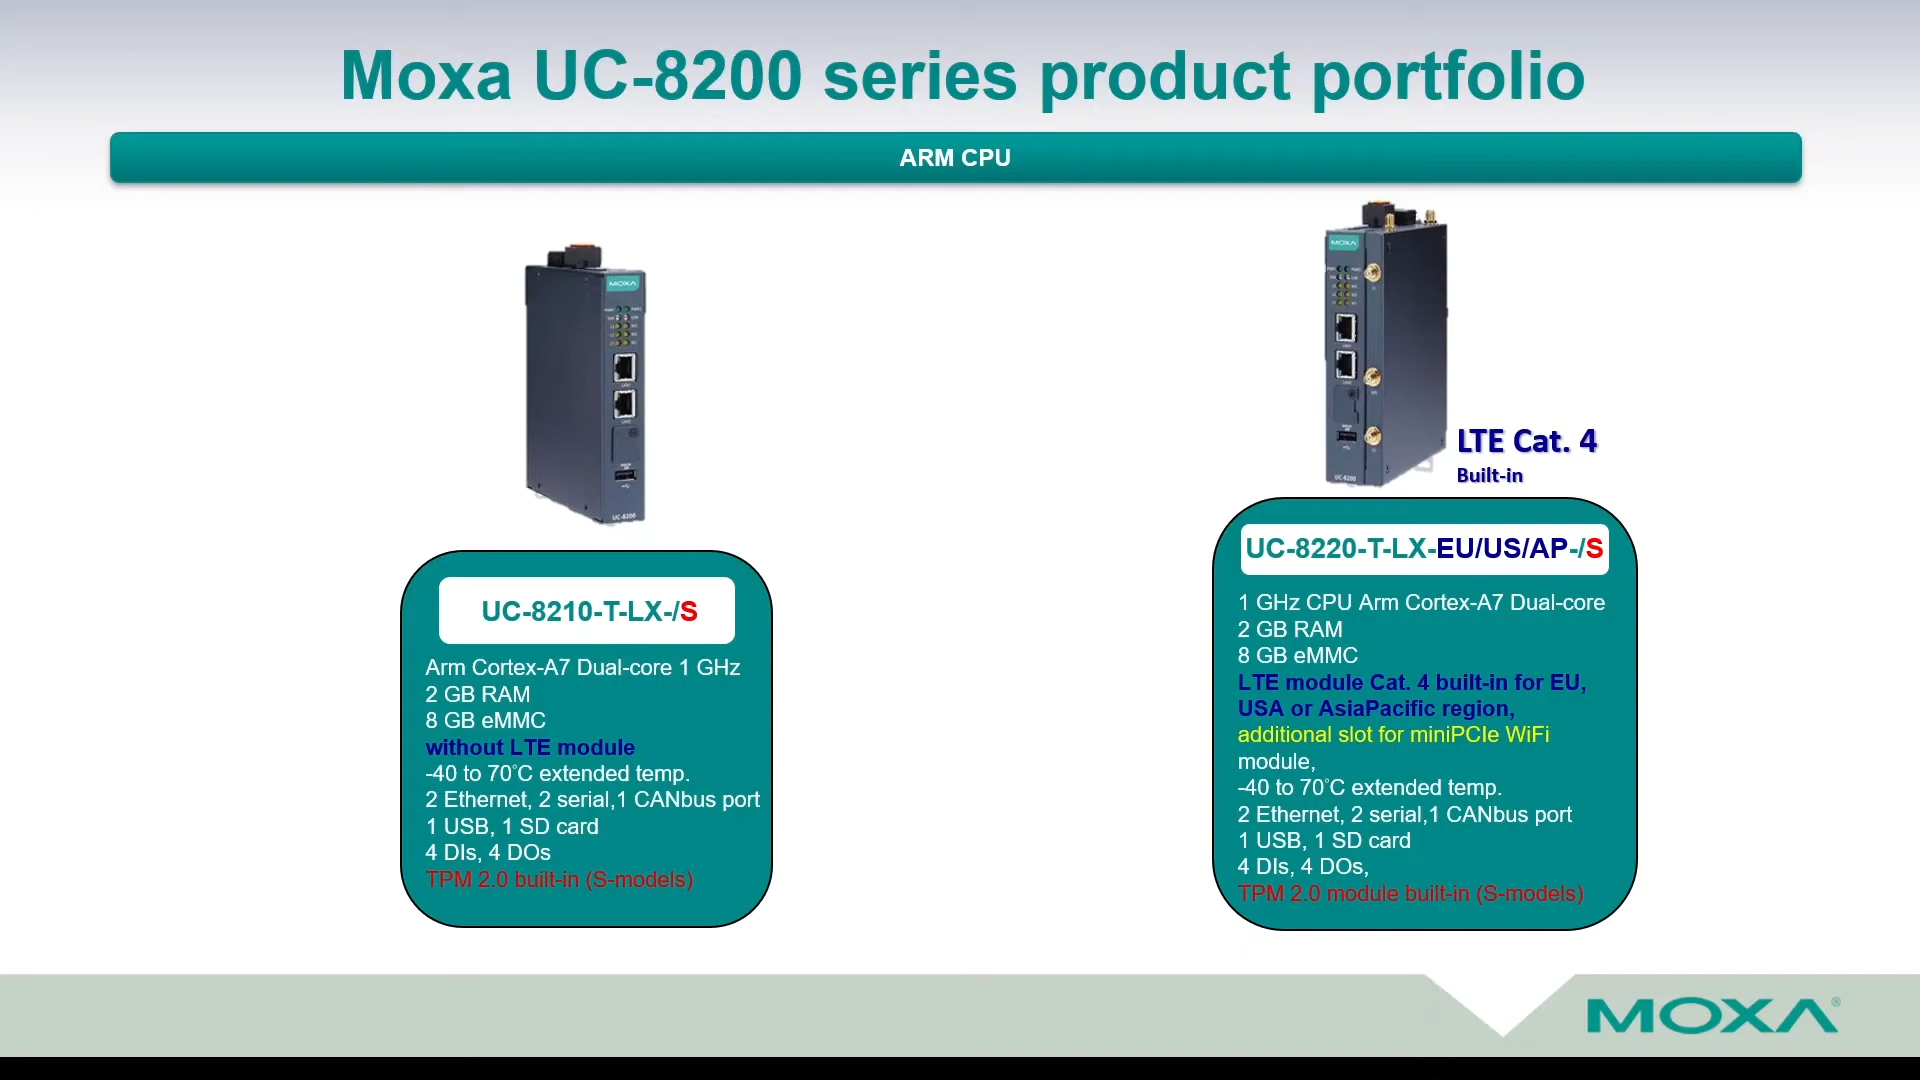 Moxa UC-8200 series product portfolio
ARM CPU
MOXA
UC-8200
MOXA
UC-8200
LTE Cat. 4
Built-in
UC-8210-T-LX-/S
Arm Cortex-A7 Dual-core 1 GHz
2 GB RAM
8 GB eMMC
without LTE module
-40 to 70°C extended temp.
2 Ethernet, 2 serial,1 CANbus port
1 USB, 1 SD card
4 DIs, 4 DOs
TPM 2.0 built-in (S-models)
UC-8220-T-LX-EU/US/AP-/S
1 GHz CPU Arm Cortex-A7 Dual-core
2 GB RAM
8 GB eMMC
LTE module Cat. 4 built-in for EU,
USA or AsiaPacific region,
additional slot for miniPCIe WiFi
module,
-40 to 70°C extended temp.
2 Ethernet, 2 serial,1 CANbus port
1 USB, 1 SD card
4 DIs, 4 DOs,
TPM 2.0 module built-in (S-models)
MOXA®